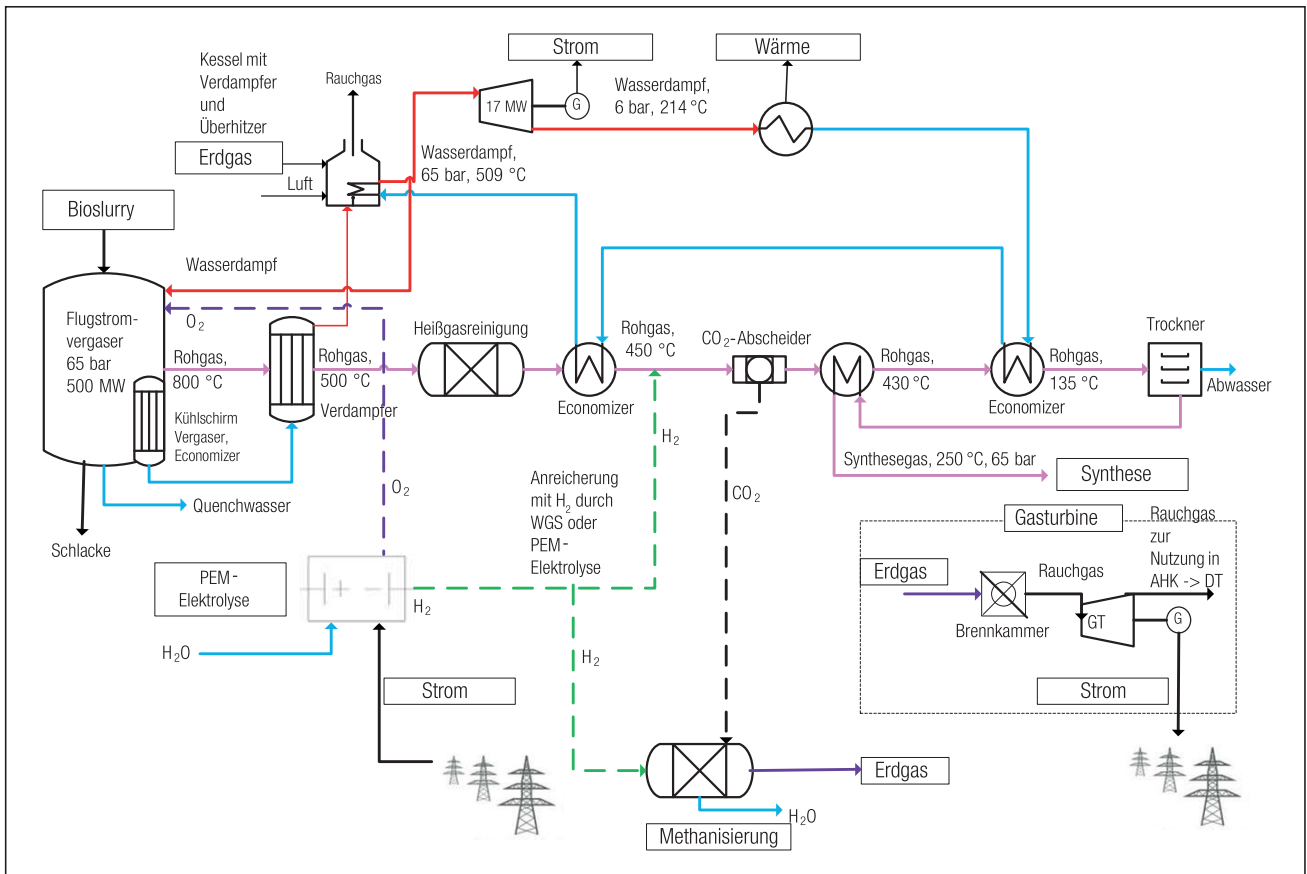 Kessel mit
Verdampfer
und
Überhitzer
Rauchgas
Erdgas
Luft
Strom
17 MW
G
Wasserdampf,
6 bar, 214 °C
Wärme
Wasserdampf,
65 bar, 509 °C
Bioslurry
Wasserdampf
O2
Flugstrom-
vergaser
65 bar
500 MW
Rohgas,
800 °C
Kühlschirm
Vergaser,
Economizer
Rohgas,
500 °C
Verdampfer
Heißgasreinigung
Economizer
Rohgas,
450 °C
CO2-Abscheider
Rohgas,
430 °C
Economizer
Rohgas,
135 °C
Trockner
Abwasser
Quenchwasser
Schlacke
O2
H2
Anreicherung
mit H2 durch
WGS oder
PEM-
Elektrolyse
CO2
Synthesegas, 250 °C, 65 bar
Synthese
PEM-
Elektrolyse
+ −
H2
H2O
Strom
H2
Gasturbine
Rauchgas
zur
Nutzung in
AHK -> DT
Erdgas
Rauchgas
Brennkammer
GT
G
Strom
Erdgas
H2O
Methanisierung